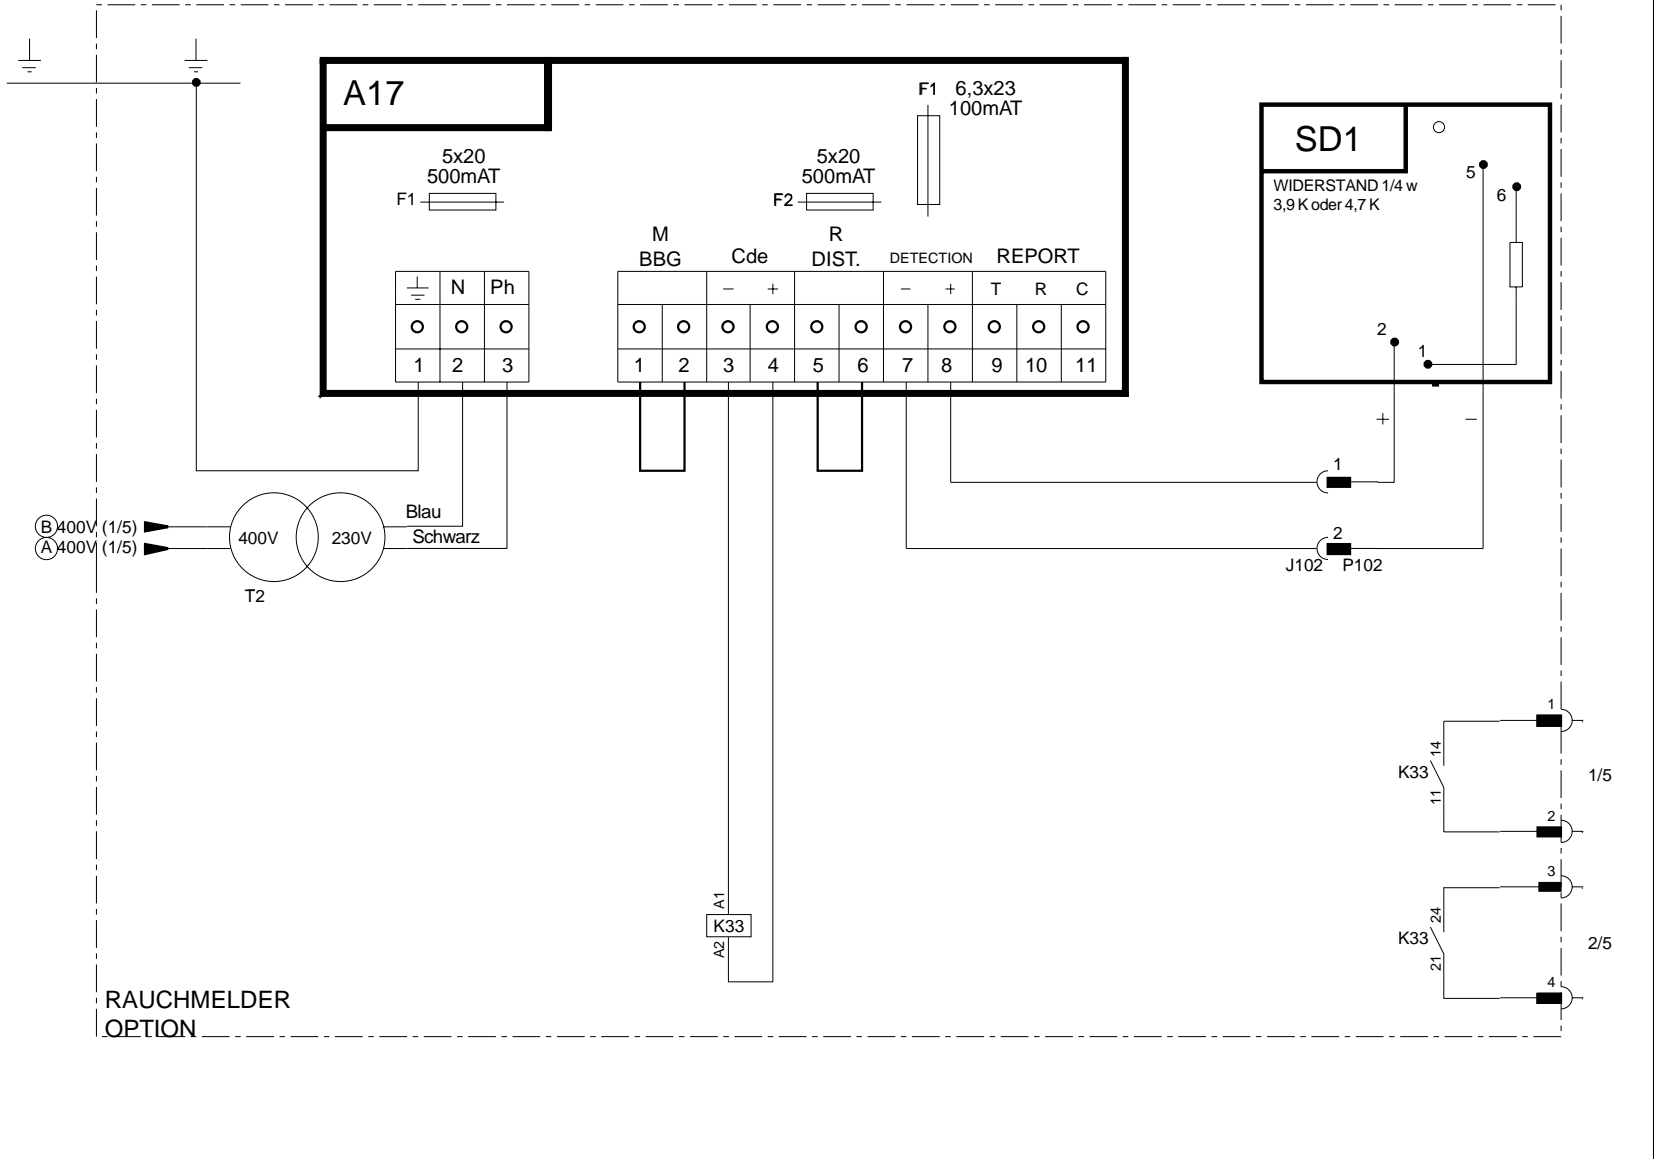 A17
F1 6,3x23
100mAT
5x20
500mAT
F1
5x20
500mAT
F2
M
BBG
Cde
R
DIST.
DETECTION
REPORT
N Ph
− + − + T R C
1 2 3
1 2 3 4 5 6 7 8 9 10 11
SD1
WIDERSTAND 1/4 w
3,9 K oder 4,7 K
5
6
2
1
+ −
1
2
J102 P102
B 400V (1/5)
A 400V (1/5)
400V 230V
T2
Blau
Schwarz
1
14
K33
11
1/5
2
3
24
K33
21
2/5
4
A1
K33
A2
RAUCHMELDER
OPTION